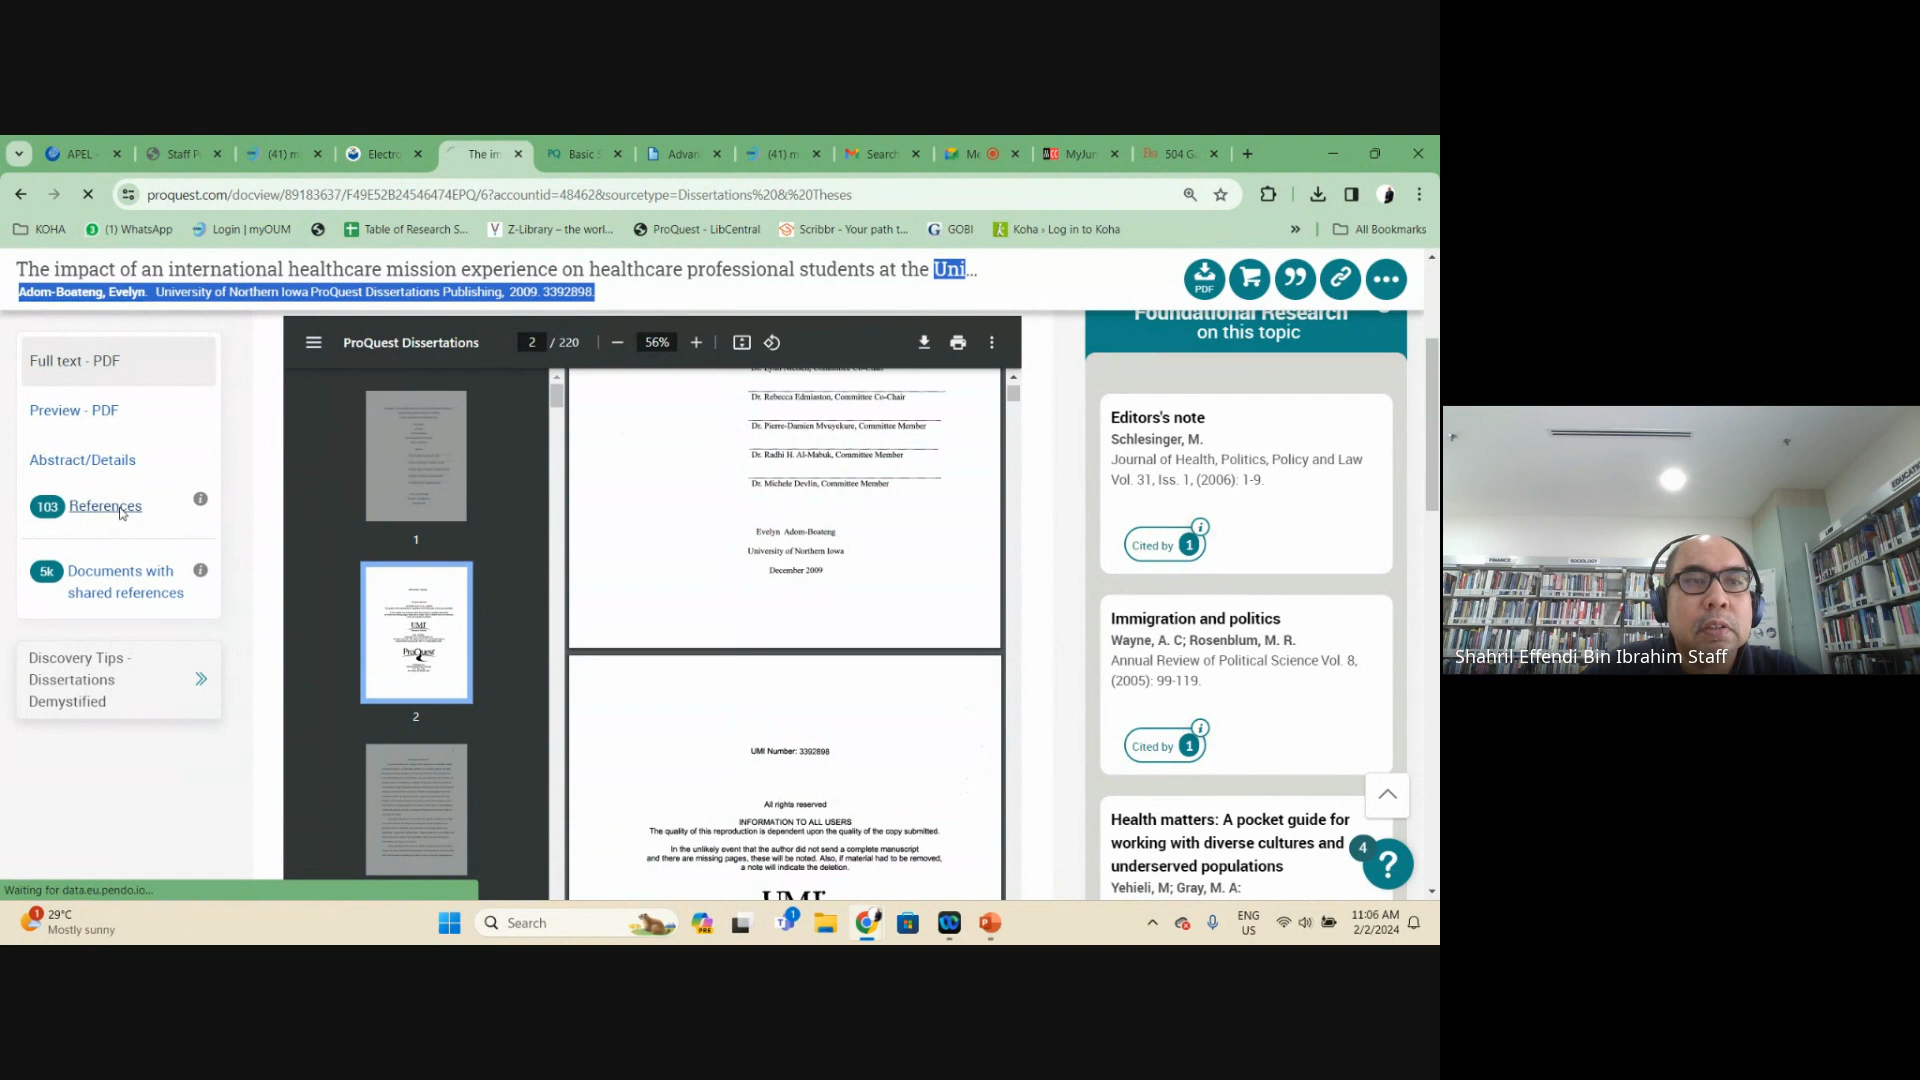 APEL
Staff P
(41) m
Electro
The im
PQ Basic S
Advan
(41) m
Search
Me
MyJur
504 G
proquest.com/docview/89183637/F49E52B24546474EPQ/6?accountid=48462&sourcetype=Dissertations%20&%20Theses
KOHA
(1) WhatsApp
Login | myOUM
Table of Research S...
Z-Library – the worl...
ProQuest - LibCentral
Scribbr - Your path t...
GOBI
Koha › Log in to Koha
»
All Bookmarks
The impact of an international healthcare mission experience on healthcare professional students at the Uni...
Adom-Boateng, Evelyn. University of Northern Iowa ProQuest Dissertations Publishing, 2009. 3392898.
PDF
Full text - PDF
Preview - PDF
Abstract/Details
103 References
5k Documents with
shared references
Discovery Tips -
Dissertations
Demystified
ProQuest Dissertations
2 / 220
56%
1
UMI
ProQuest
2
Dr. Rebecca Edmiaston, Committee Co-Chair
Dr. Pierre-Damien Mvuyekure, Committee Member
Dr. Radhi H. Al-Mabuk, Committee Member
Dr. Michele Devlin, Committee Member
Evelyn Adom-Boateng
University of Northern Iowa
December 2009
UMI Number: 3392898
All rights reserved
INFORMATION TO ALL USERS
The quality of this reproduction is dependent upon the quality of the copy submitted.
In the unlikely event that the author did not send a complete manuscript
and there are missing pages, these will be noted. Also, if material had to be removed,
a note will indicate the deletion.
UMI
Foundational Research
on this topic
Editors's note
Schlesinger, M.
Journal of Health, Politics, Policy and Law
Vol. 31, Iss. 1, (2006): 1-9.
Cited by 1
Immigration and politics
Wayne, A. C; Rosenblum, M. R.
Annual Review of Political Science Vol. 8,
(2005): 99-119.
Cited by 1
Health matters: A pocket guide for
working with diverse cultures and
underserved populations
Yehieli, M; Gray, M. A:
4
?
Waiting for data.eu.pendo.io...
1
29°C
Mostly sunny
Search
PRE
1
ENG
US
11:06 AM
2/2/2024
FINANCE
SOCIOLOGY
LAW
Shahril Effendi Bin Ibrahim Staff